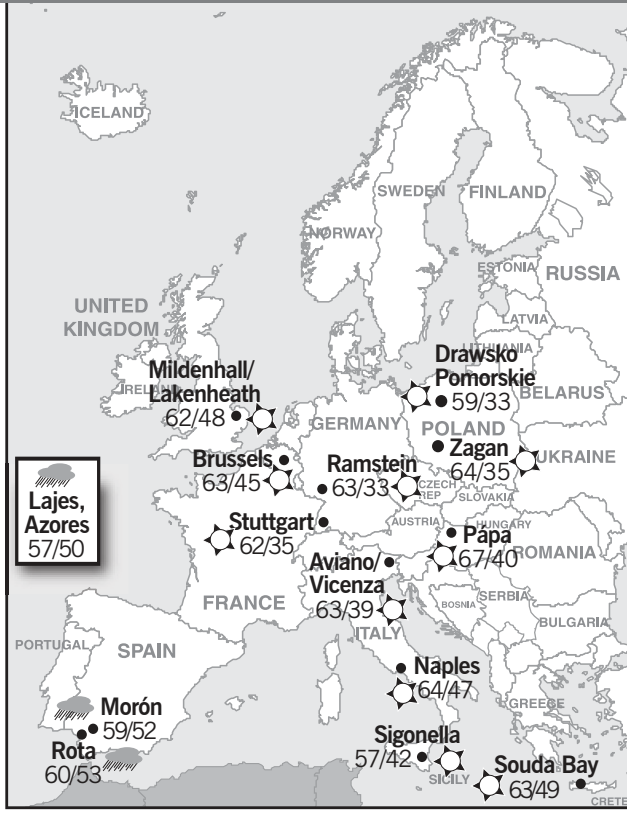 ICELAND
SWEDEN
FINLAND
NORWAY
ESTONIA
RUSSIA
LATVIA
LITHUANIA
UNITED
KINGDOM
IRELAND
Mildenhall/
Lakenheath
62/48
Drawsko
Pomorskie
59/33
BELARUS
GERMANY
POLAND
Zagan
64/35
UKRAINE
Brussels
63/45
Ramstein
63/33
CZECH
REP
SLOVAKIA
Lajes,
Azores
57/50
Stuttgart
62/35
AUSTRIA
HUNGARY
Pápa
67/40
ROMANIA
Aviano/
Vicenza
63/39
FRANCE
BOSNIA
SERBIA
BULGARIA
ITALY
PORTUGAL
SPAIN
Naples
64/47
GREECE
Morón
59/52
Rota
60/53
Sigonella
57/42
SICILY
Souda Bay
63/49
CRETE